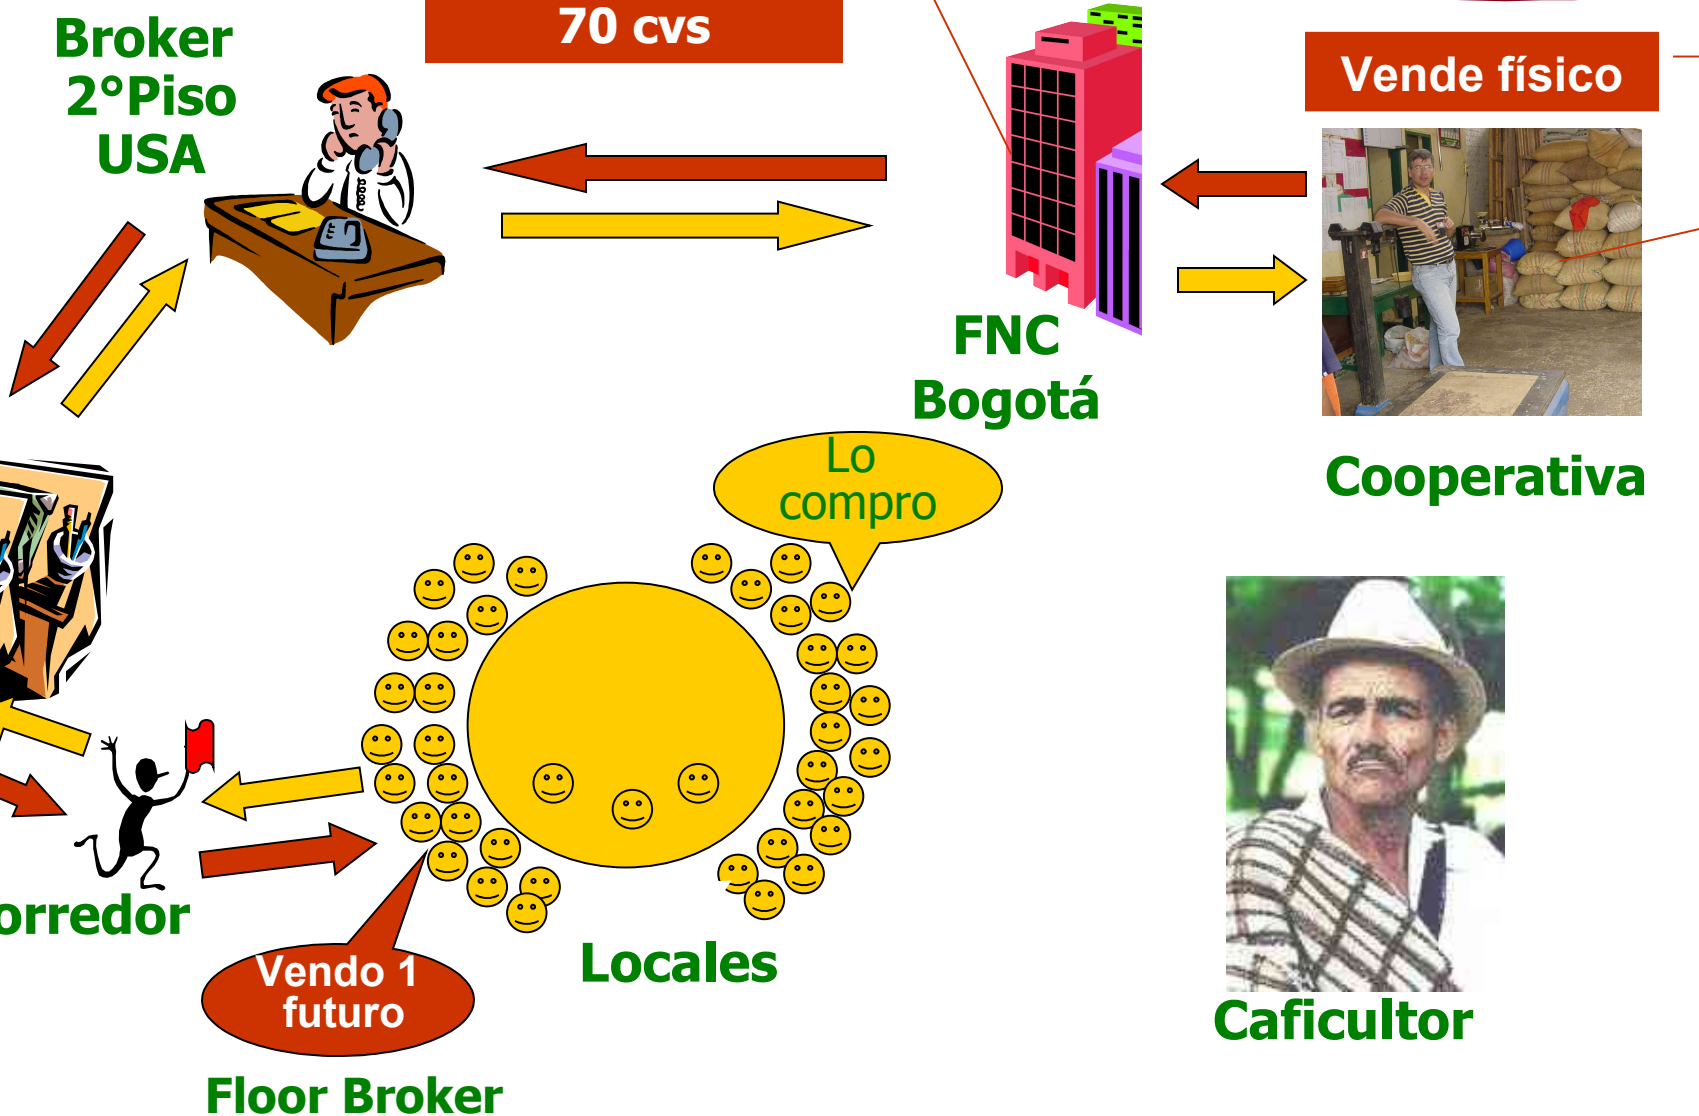 70 cvs
Broker
2°Piso
USA
Vende físico
FNC
Bogotá
Cooperativa
Lo
compro
orredor
Vendo 1
futuro
Locales
Caficultor
Floor Broker